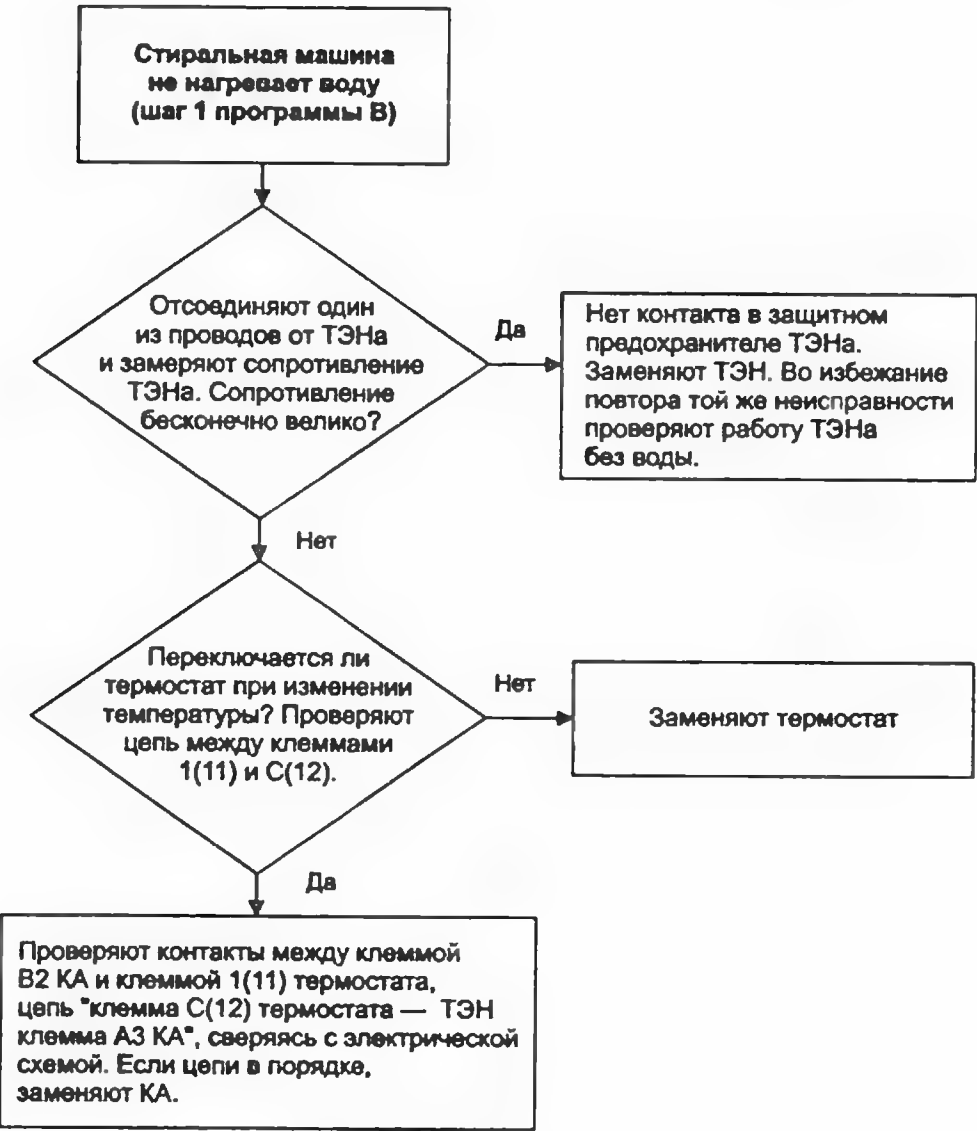 Стиральная машина
не нагревает воду
(шаг 1 программы В)
Отсоединяют один
из проводов от ТЭНа
и замеряют сопротивление
ТЭНа. Сопротивление
бесконечно велико?
Да
Нет контакта в защитном
предохранителе ТЭНа.
Заменяют ТЭН. Во избежание
повтора той же неисправности
проверяют работу ТЭНа
без воды.
Нет
Переключается ли
термостат при изменении
температуры? Проверяют
цепь между клеммами
1(11) и С(12).
Нет
Заменяют термостат
Да
Проверяют контакты между клеммой
В2 КА и клеммой 1(11) термостата,
цепь "клемма С(12) термостата — ТЭН
клемма А3 КА", сверяясь с электрической
схемой. Если цепи в порядке,
заменяют КА.